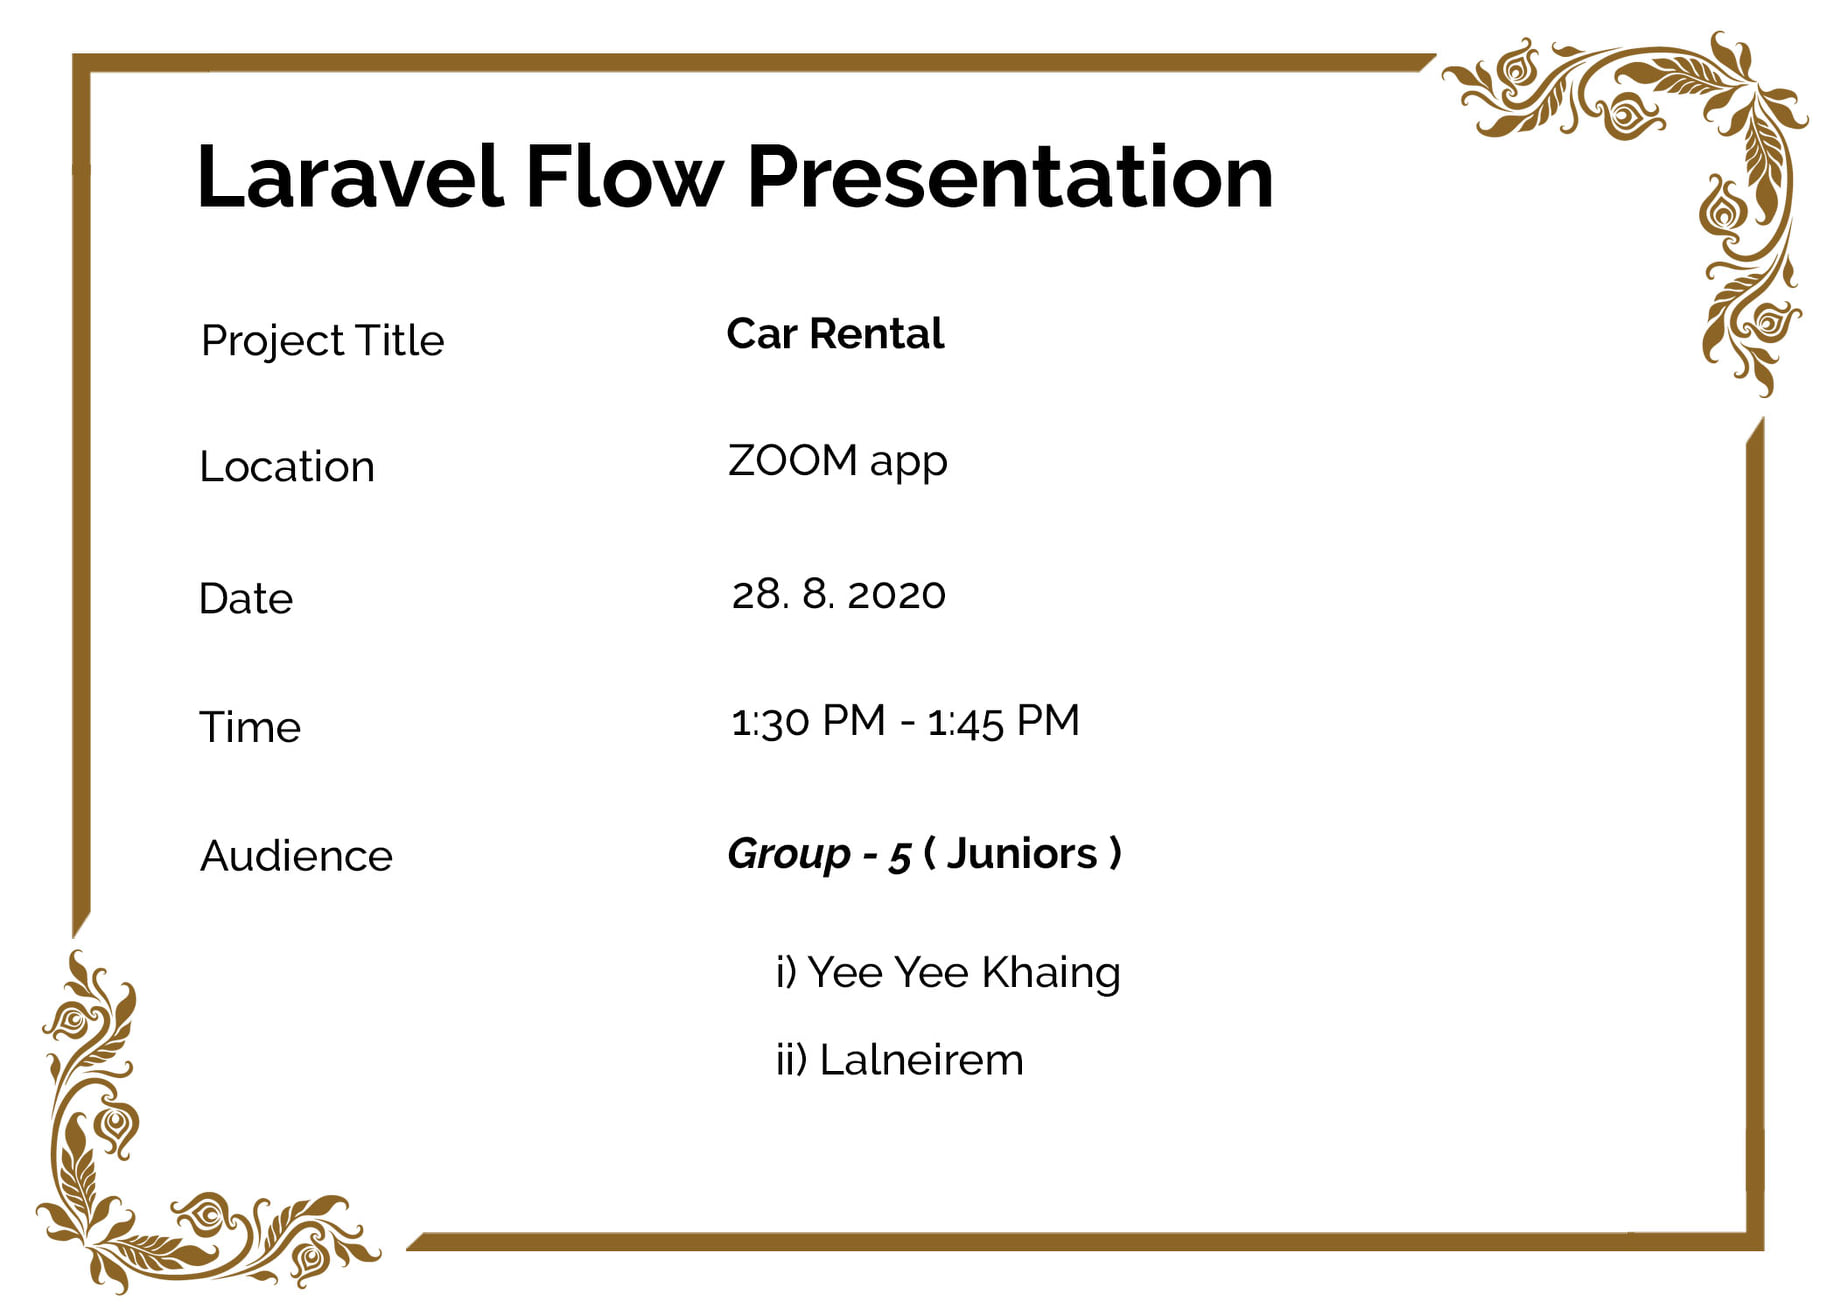 Laravel Flow Presentation
Project Title Car Rental
Location ZOOM app
Date 28. 8. 2020
Time 1:30 PM - 1:45 PM
Audience Group - 5 ( Juniors )
i) Yee Yee Khaing
ii) Lalneirem